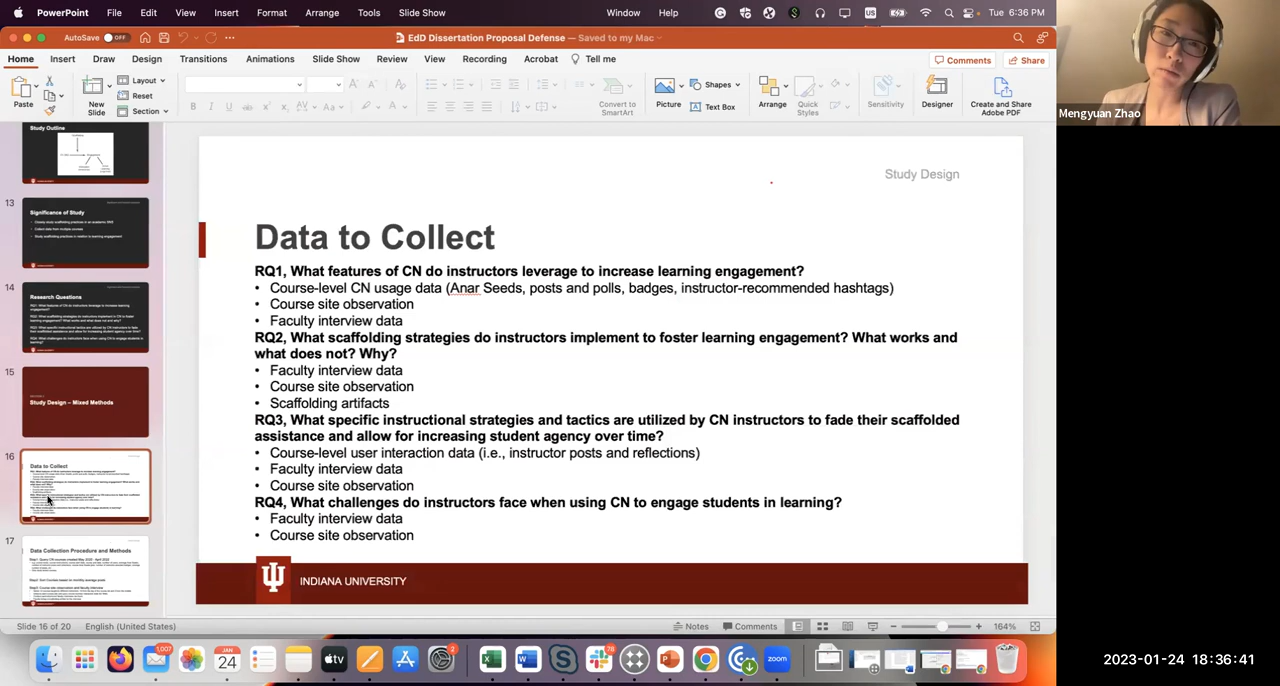 PowerPoint File Edit View Insert Format Arrange Tools Slide Show Window Help Tue 6:36 PM
AutoSave OFF EdD Dissertation Proposal Defense — Saved to my Mac
Home Insert Draw Design Transitions Animations Slide Show Review View Recording Acrobat Tell me Comments Share
Paste
New Slide
Layout
Reset
Section
Convert to SmartArt
Picture
Shapes
Text Box
Arrange
Quick Styles
Sensitivity
Designer
Create and Share Adobe PDF
Mengyuan Zhao
Study Outline
13
Significance of Study
14
Research Questions
15
Study Design – Mixed Methods
16
Data to Collect
17
Data Collection Procedure and Methods
Study Design
Data to Collect
RQ1, What features of CN do instructors leverage to increase learning engagement?
• Course-level CN usage data (Anar Seeds, posts and polls, badges, instructor-recommended hashtags)
• Course site observation
• Faculty interview data
RQ2, What scaffolding strategies do instructors implement to foster learning engagement? What works and
what does not? Why?
• Faculty interview data
• Course site observation
• Scaffolding artifacts
RQ3, What specific instructional strategies and tactics are utilized by CN instructors to fade their scaffolded
assistance and allow for increasing student agency over time?
• Course-level user interaction data (i.e., instructor posts and reflections)
• Faculty interview data
• Course site observation
RQ4, What challenges do instructors face when using CN to engage students in learning?
• Faculty interview data
• Course site observation
INDIANA UNIVERSITY
Slide 16 of 20 English (United States) Notes Comments 164%
1,007
JAN
24
tv
2
78
zoom
2023-01-24 18:36:41